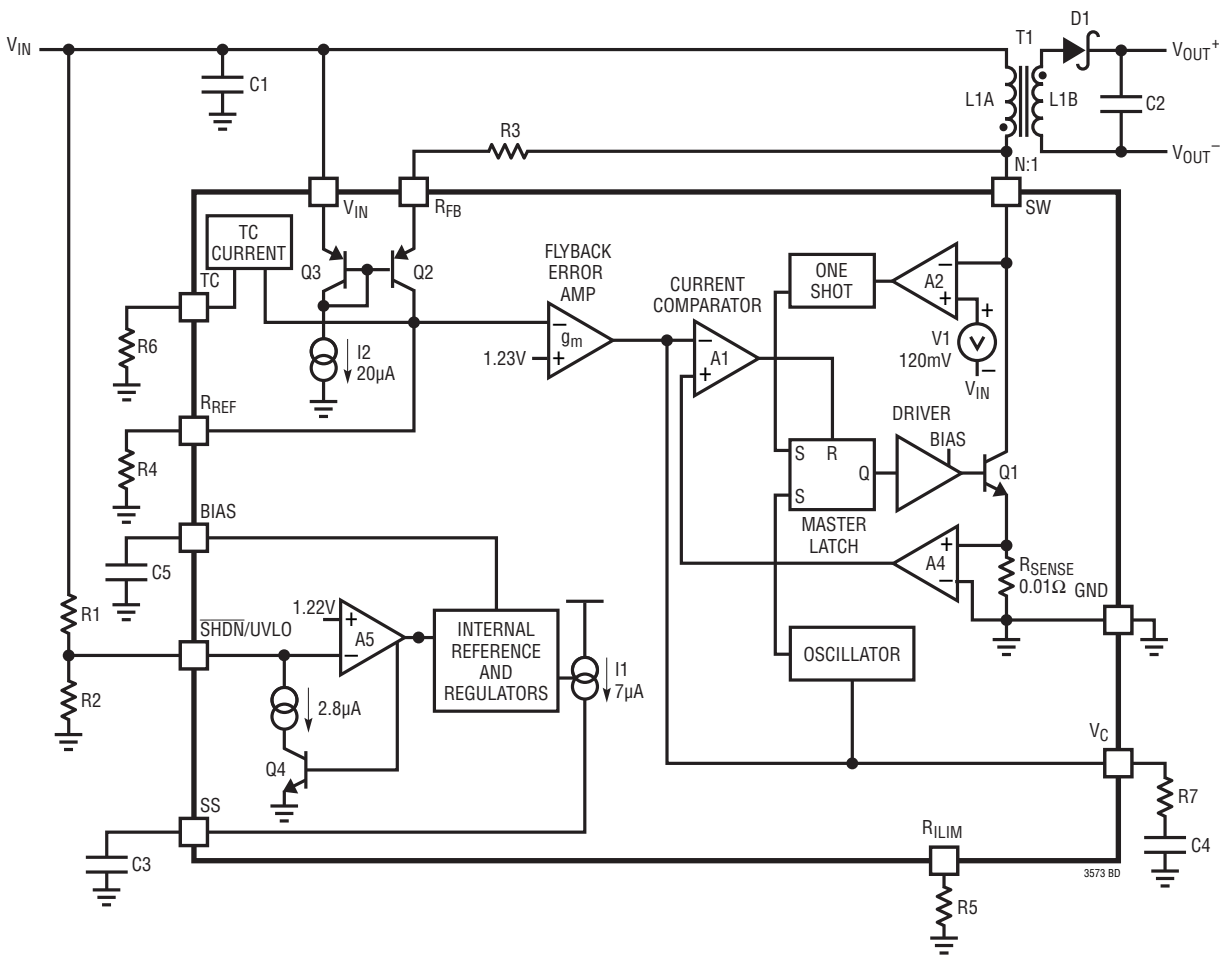 VIN
C1
R3
T1
D1
L1A
L1B
C2
VOUT+
VOUT−
N:1
VIN
RFB
SW
TC
CURRENT
TC
Q3
Q2
R6
I2
20µA
FLYBACK
ERROR
AMP
−
gm
+
1.23V
CURRENT
COMPARATOR
−
A1
+
ONE
SHOT
−
A2
+
+
V1
120mV
V
−
VIN
RREF
R4
DRIVER
BIAS
S
R
Q
S
Q1
MASTER
LATCH
BIAS
C5
+
A4
−
RSENSE
0.01Ω
GND
R1
SHDN/UVLO
1.22V
+
A5
−
INTERNAL
REFERENCE
AND
REGULATORS
I1
7µA
OSCILLATOR
R2
2.8µA
Q4
VC
R7
C4
SS
C3
RILIM
R5
3573 BD